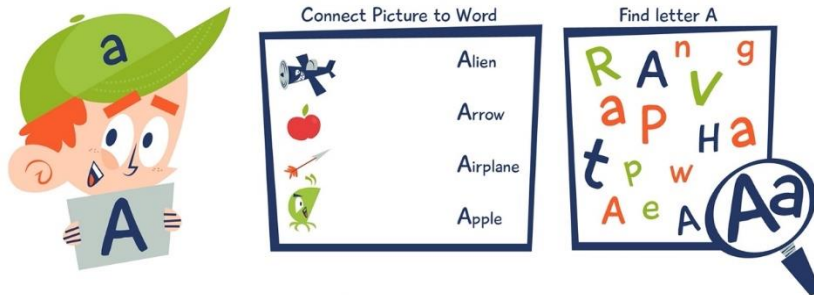 a
A
Connect Picture to Word
Alien
Arrow
Airplane
Apple
Find letter A
R A n g
a P V
H a
t p w
A e A
Aa